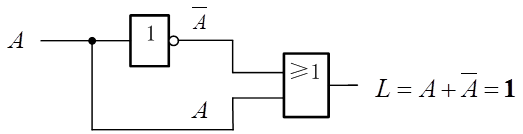 A̅
A
1
≥1
L = A + A̅ = 1
A